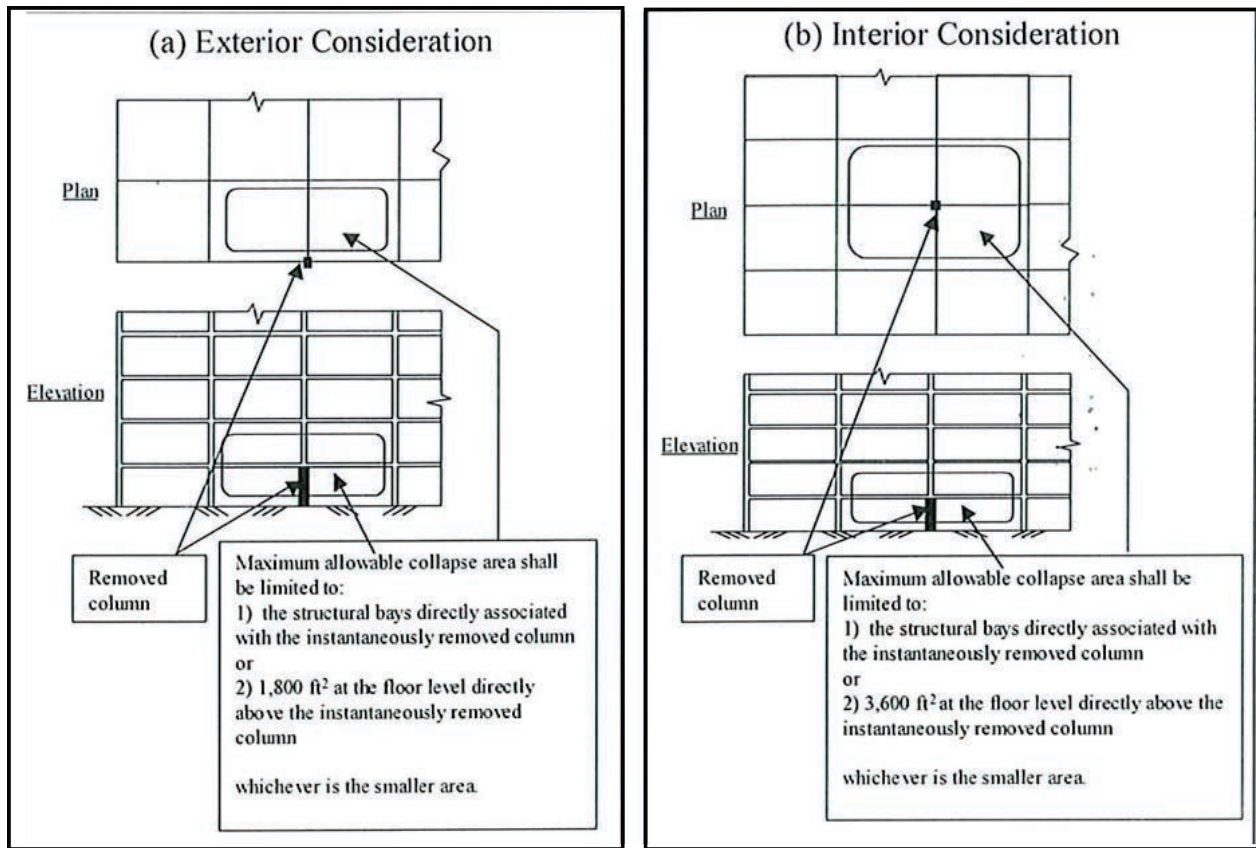 (a) Exterior Consideration
Plan
Elevation
Removed
column
Maximum allowable collapse area shall
be limited to:
1) the structural bays directly associated
with the instantaneously removed column
or
2) 1,800 ft² at the floor level directly
above the instantaneously removed
column
whichever is the smaller area.
(b) Interior Consideration
Plan
Elevation
Removed
column
Maximum allowable collapse area shall be
limited to:
1) the structural bays directly associated with
the instantaneously removed column
or
2) 3,600 ft² at the floor level directly above the
instantaneously removed column
whichever is the smaller area.